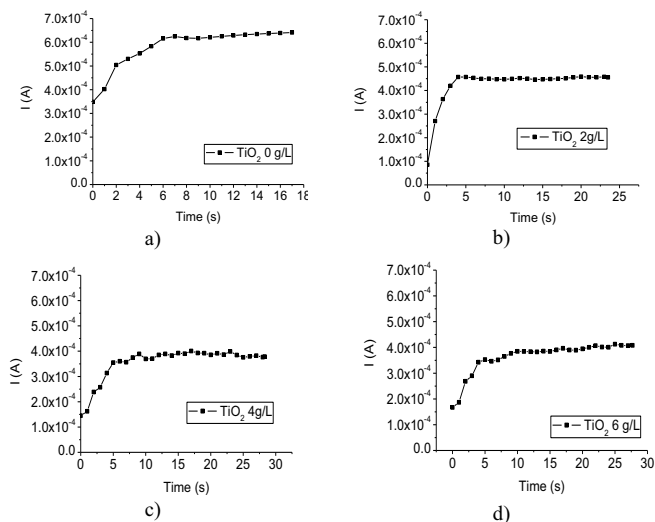 7.0x10⁻⁴
6.0x10⁻⁴
5.0x10⁻⁴
4.0x10⁻⁴
3.0x10⁻⁴
2.0x10⁻⁴
1.0x10⁻⁴
0.0
I (A)
TiO₂ 0 g/L
0 2 4 6 8 10 12 14 16 18
Time (s)
a)
7.0x10⁻⁴
6.0x10⁻⁴
5.0x10⁻⁴
4.0x10⁻⁴
3.0x10⁻⁴
2.0x10⁻⁴
1.0x10⁻⁴
0.0
I (A)
TiO₂ 2g/L
0 5 10 15 20 25
Time (s)
b)
7.0x10⁻⁴
6.0x10⁻⁴
5.0x10⁻⁴
4.0x10⁻⁴
3.0x10⁻⁴
2.0x10⁻⁴
1.0x10⁻⁴
0.0
I (A)
TiO₂ 4g/L
0 5 10 15 20 25 30
Time (s)
c)
7.0x10⁻⁴
6.0x10⁻⁴
5.0x10⁻⁴
4.0x10⁻⁴
3.0x10⁻⁴
2.0x10⁻⁴
1.0x10⁻⁴
0.0
I (A)
TiO₂ 6 g/L
0 5 10 15 20 25 30
Time (s)
d)